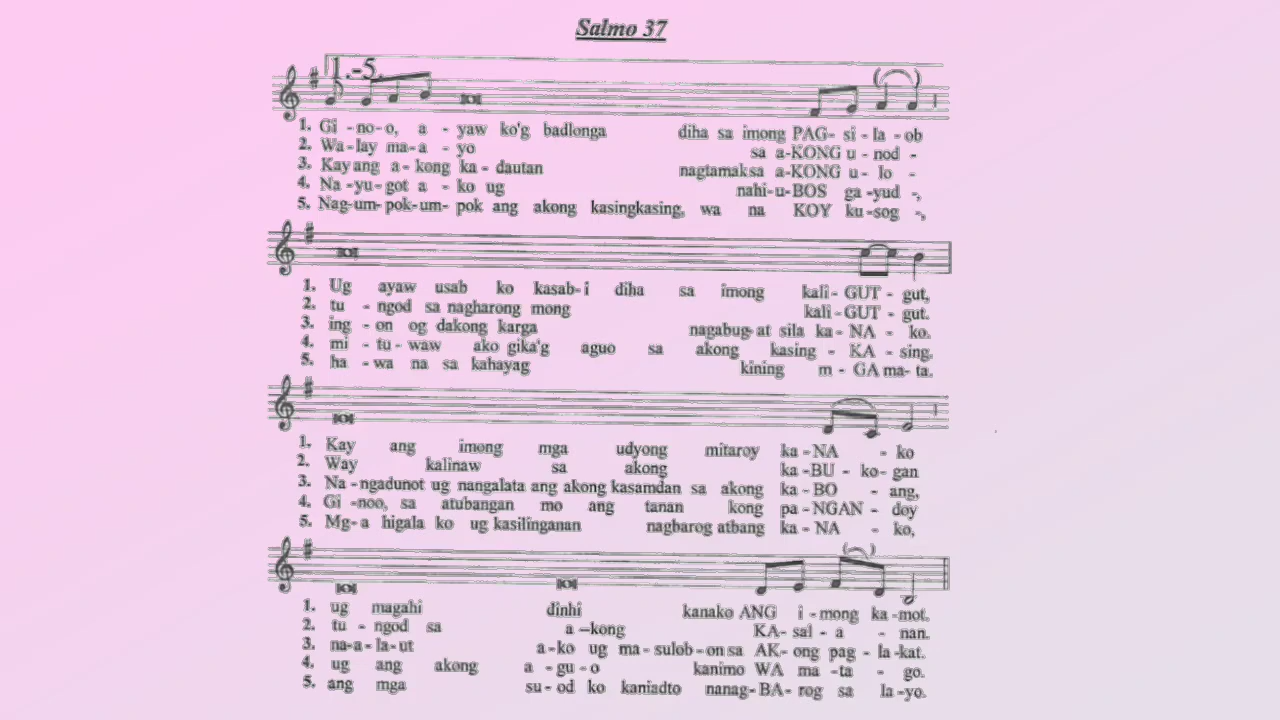 Salmo 37
1.-5.
1. Gi - no- o, a - yaw ko'g badlonga diha sa imong PAG- si - la - ob
2. Wa - lay ma - a - yo sa a-KONG u - nod -
3. Kay ang a - kong ka - dautan nagtamak sa a-KONG u - lo -
4. Na - yu - got a - ko ug nahi-u-BOS ga - yud -,
5. Nag-um- pok-um- pok ang akong kasingkasing, wa na KOY ku - sog -,
1. Ug ayaw usab ko kasab- i diha sa imong kali - GUT - gut,
2. tu - ngod sa nagharong mong kali - GUT - gut.
3. ing - on og dakong karga nagabug- at sila ka - NA - ko.
4. mi - tu - waw ako gika'g aguo sa akong kasing - KA - sing.
5. ha - wa na sa kahayag kining m - GA ma- ta.
1. Kay ang imong mga udyong mitaroy ka - NA - ko
2. Way kalinaw sa akong ka - BU - ko- gan
3. Na - ngadunot ug nangalata ang akong kasamdan sa akong ka - BO - ang,
4. Gi - noo, sa atubangan mo ang tanan kong pa - NGAN - doy
5. Mg- a higala ko ug kasilinganan nagbarog atbang ka - NA - ko,
1. ug magahi dinhi kanako ANG i - mong ka -mot.
2. tu - ngod sa a –kong KA- sal - a - nan.
3. na-a - la - ut a - ko ug ma - sulob - on sa AK - ong pag - la -kat.
4. ug ang akong a - gu - o kanimo WA ma -ta - go.
5. ang mga su - od ko kaniadto nanag- BA- rog sa la -yo.